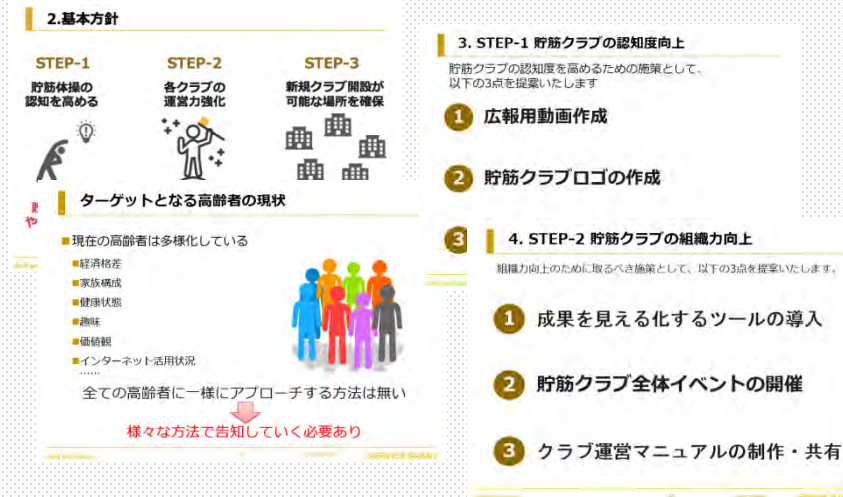 2.基本方針
STEP-1
貯筋体操の
認知を高める
STEP-2
各クラブの
運営力強化
STEP-3
新規クラブ開設が
可能な場所を確保
や
ターゲットとなる高齢者の現状
■現在の高齢者は多様化している
■経済格差
■家族構成
■健康状態
■趣味
■価値観
■インターネット活用状況
……
全ての高齢者に一様にアプローチする方法は無い
様々な方法で告知していく必要あり
3. STEP-1 貯筋クラブの認知度向上
貯筋クラブの認知度を高めるための施策として、
以下の3点を提案いたします
1 広報用動画作成
2 貯筋クラブロゴの作成
3
4. STEP-2 貯筋クラブの組織力向上
組織力向上のために取るべき施策として、以下の3点を提案いたします。
1 成果を見える化するツールの導入
2 貯筋クラブ全体イベントの開催
3 クラブ運営マニュアルの制作・共有